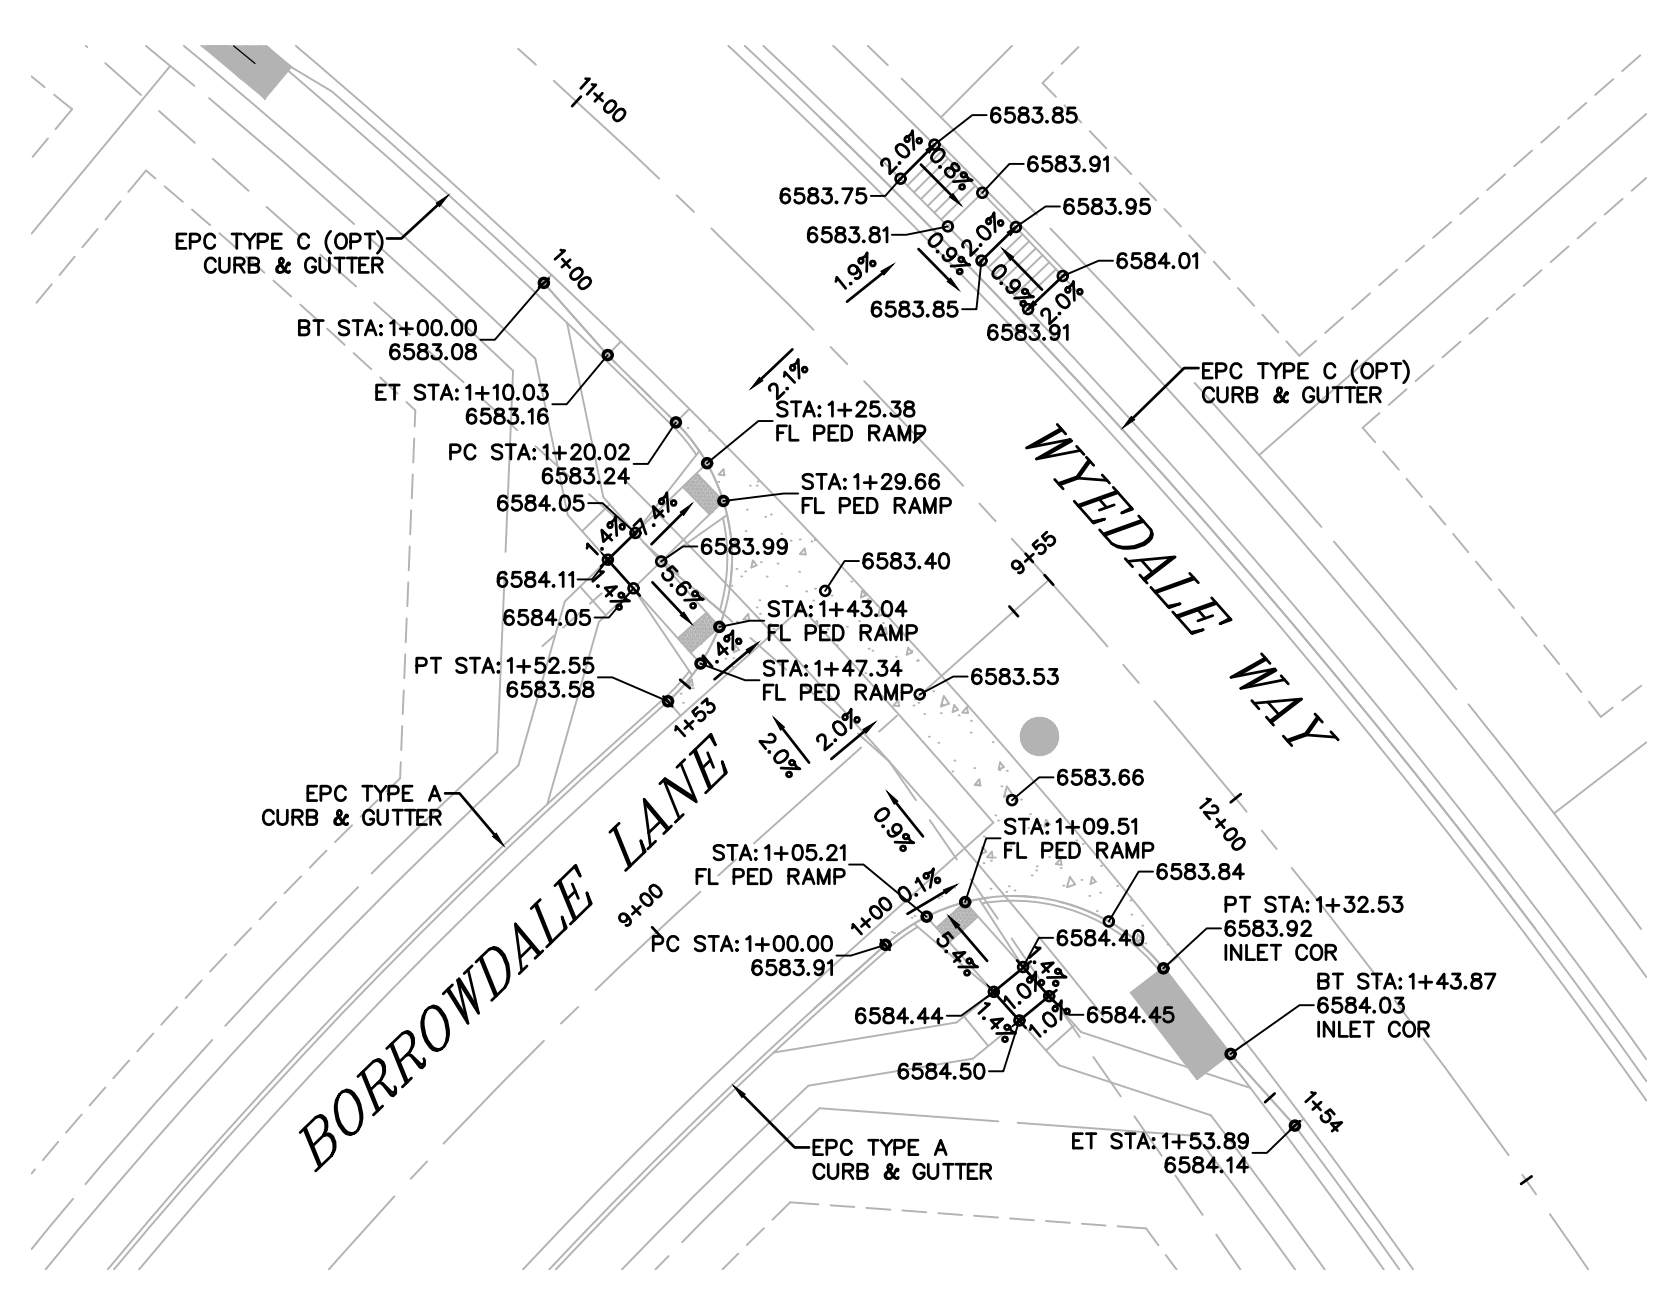 11+00
6583.85
2.0%
0.8%
6583.91
6583.75
6583.95
6583.81
2.0%
0.9%
1.9%
6584.01
0.9%
2.0%
6583.85
6583.91
EPC TYPE C (OPT)
CURB & GUTTER
1+00
BT STA:1+00.00
6583.08
2.1%
EPC TYPE C (OPT)
CURB & GUTTER
ET STA:1+10.03
6583.16
STA:1+25.38
FL PED RAMP
PC STA:1+20.02
6583.24
STA:1+29.66
FL PED RAMP
6584.05
7.4%
1.4%
WYEDALE WAY
6583.99
9+55
6583.40
6584.11
1.4%
5.6%
6584.05
STA:1+43.04
FL PED RAMP
1.4%
PT STA:1+52.55
6583.58
STA:1+47.34
FL PED RAMP
6583.53
1+53
2.0%
2.0%
6583.66
EPC TYPE A
CURB & GUTTER
BORROWDALE LANE
0.9%
12+00
STA:1+09.51
FL PED RAMP
STA:1+05.21
FL PED RAMP
6583.84
0.1%
1+00
9+00
PT STA:1+32.53
6583.92
INLET COR
PC STA:1+00.00
6583.91
6584.40
5.4%
1.4%
1.0%
BT STA:1+43.87
6584.03
INLET COR
6584.44
1.4%
1.0%
6584.45
6584.50
1+54
ET STA:1+53.89
6584.14
EPC TYPE A
CURB & GUTTER